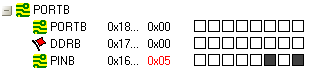 PORTB
PORTB 0x18... 0x00
DDRB 0x17... 0x00
PINB 0x16... 0x05